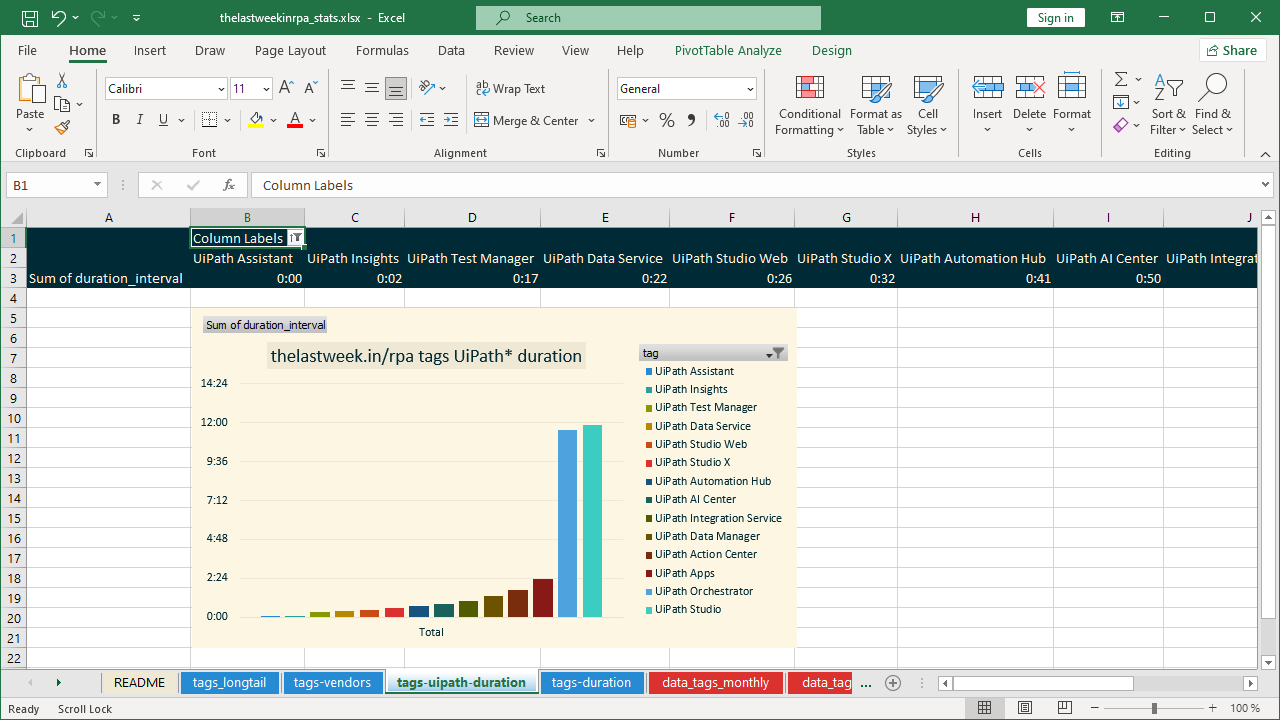 thelastweekinrpa_stats.xlsx - Excel
Search
Sign in
File Home Insert Draw Page Layout Formulas Data Review View Help PivotTable Analyze Design Share
Calibri 11 Wrap Text General
Paste B I U Merge & Center % Conditional Formatting Format as Table Cell Styles Insert Delete Format Sort & Filter Find & Select
Clipboard Font Alignment Number Styles Cells Editing
B1 fx Column Labels
A B C D E F G H I J
1 Column Labels
2 UiPath Assistant UiPath Insights UiPath Test Manager UiPath Data Service UiPath Studio Web UiPath Studio X UiPath Automation Hub UiPath AI Center UiPath Integrat
3 Sum of duration_interval 0:00 0:02 0:17 0:22 0:26 0:32 0:41 0:50
4
5
6
7
8
9
10
11
12
13
14
15
16
17
18
19
20
21
22
Sum of duration_interval
thelastweek.in/rpa tags UiPath* duration
14:24
12:00
9:36
7:12
4:48
2:24
0:00
Total
tag
UiPath Assistant
UiPath Insights
UiPath Test Manager
UiPath Data Service
UiPath Studio Web
UiPath Studio X
UiPath Automation Hub
UiPath AI Center
UiPath Integration Service
UiPath Data Manager
UiPath Action Center
UiPath Apps
UiPath Orchestrator
UiPath Studio
README tags_longtail tags-vendors tags-uipath-duration tags-duration data_tags_monthly data_tag ...
Ready Scroll Lock 100 %